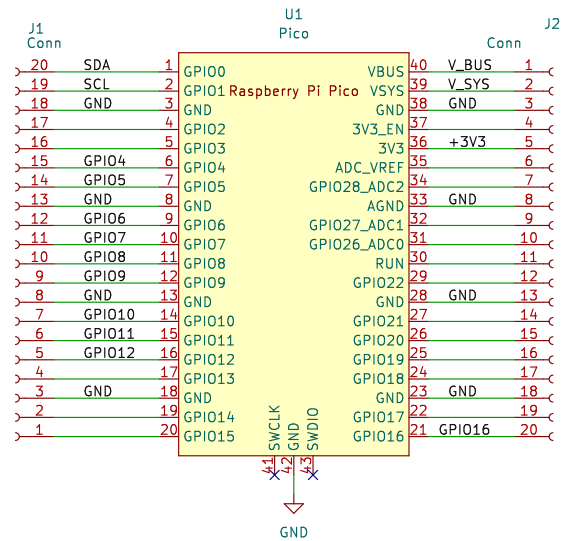 U1
Pico
J1
Conn
J2
Conn
Raspberry Pi Pico
20 SDA 1 GPIO0 VBUS 40 V_BUS 1
19 SCL 2 GPIO1 VSYS 39 V_SYS 2
18 GND 3 GND GND 38 GND 3
17 4 GPIO2 3V3_EN 37 4
16 5 GPIO3 3V3 36 +3V3 5
15 GPIO4 6 GPIO4 ADC_VREF 35 6
14 GPIO5 7 GPIO5 GPIO28_ADC2 34 7
13 GND 8 GND AGND 33 GND 8
12 GPIO6 9 GPIO6 GPIO27_ADC1 32 9
11 GPIO7 10 GPIO7 GPIO26_ADC0 31 10
10 GPIO8 11 GPIO8 RUN 30 11
9 GPIO9 12 GPIO9 GPIO22 29 12
8 GND 13 GND GND 28 GND 13
7 GPIO10 14 GPIO10 GPIO21 27 14
6 GPIO11 15 GPIO11 GPIO20 26 15
5 GPIO12 16 GPIO12 GPIO19 25 16
4 17 GPIO13 GPIO18 24 17
3 GND 18 GND GND 23 GND 18
2 19 GPIO14 GPIO17 22 19
1 20 GPIO15 GPIO16 21 GPIO16 20
SWCLK GND SWDIO
41 42 43
GND